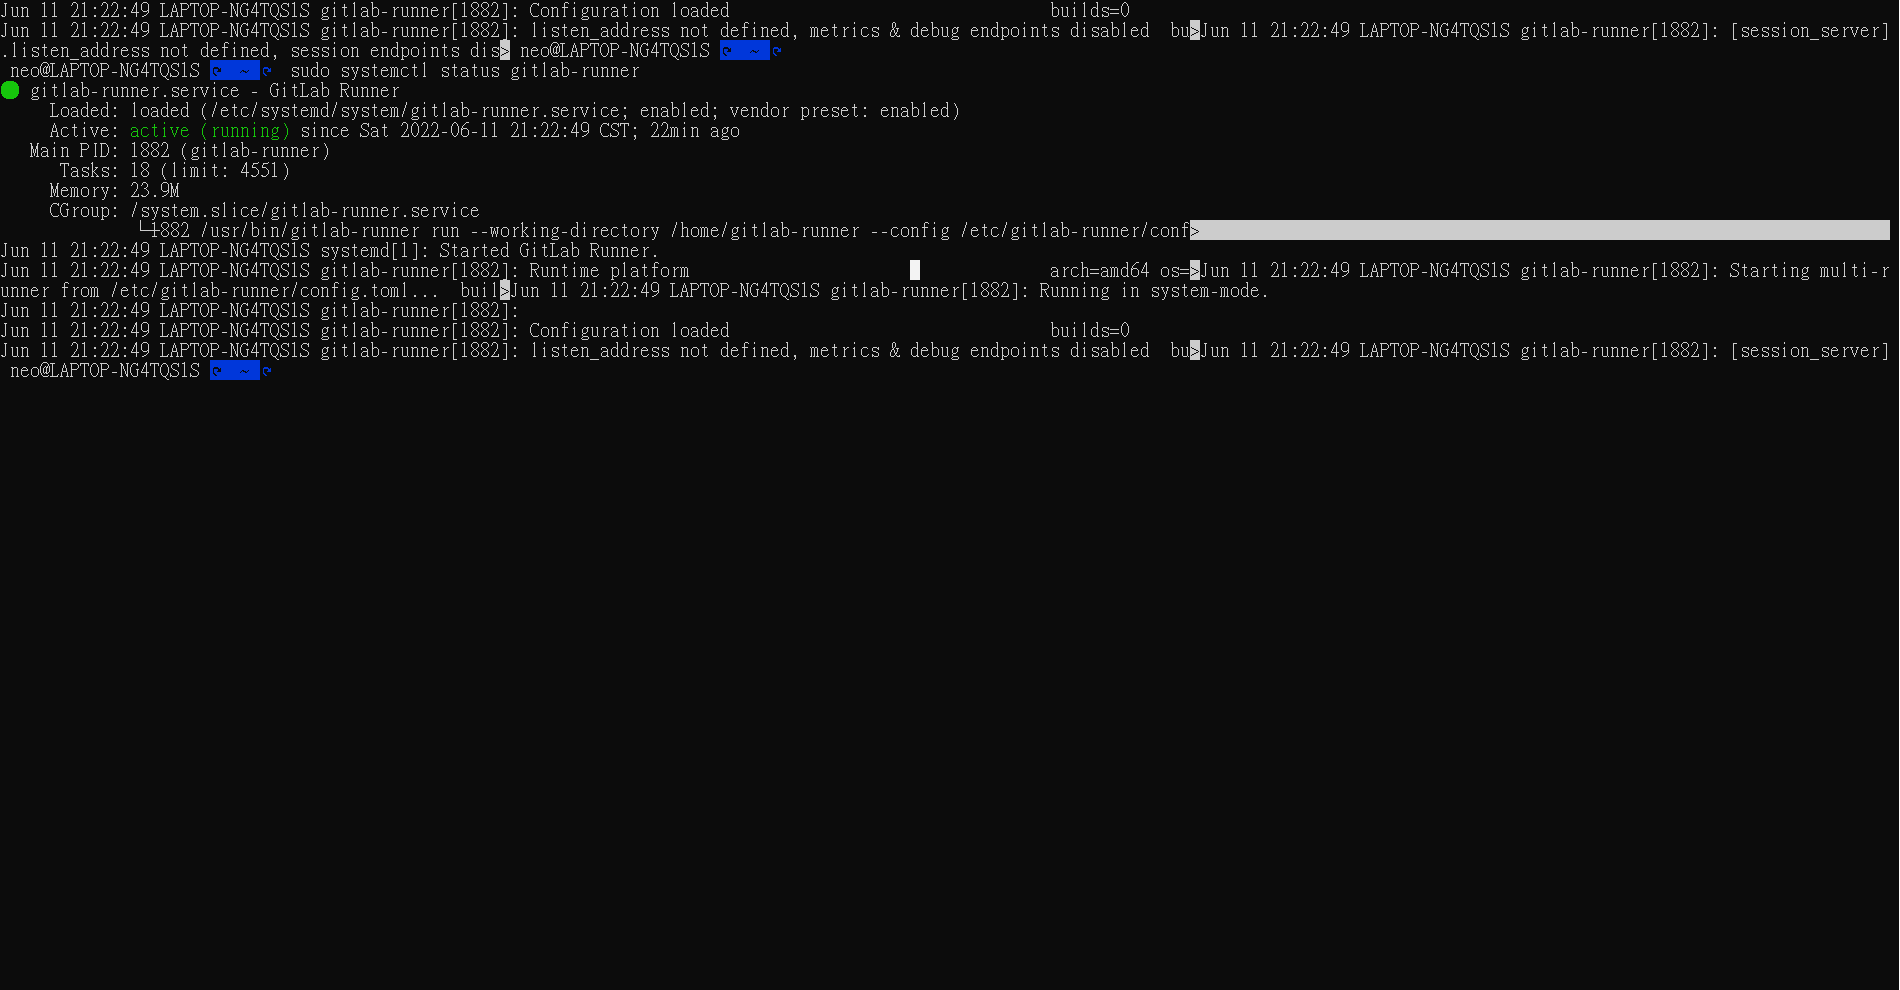 Jun 11 21:22:49 LAPTOP-NG4TQS1S gitlab-runner[1882]: Configuration loaded                                builds=0
Jun 11 21:22:49 LAPTOP-NG4TQS1S gitlab-runner[1882]: listen_address not defined, metrics & debug endpoints disabled  bu>Jun 11 21:22:49 LAPTOP-NG4TQS1S gitlab-runner[1882]: [session_server]
.listen_address not defined, session endpoints dis> neo@LAPTOP-NG4TQS1S  ~
 neo@LAPTOP-NG4TQS1S  ~  sudo systemctl status gitlab-runner
● gitlab-runner.service - GitLab Runner
     Loaded: loaded (/etc/systemd/system/gitlab-runner.service; enabled; vendor preset: enabled)
     Active: active (running) since Sat 2022-06-11 21:22:49 CST; 22min ago
   Main PID: 1882 (gitlab-runner)
      Tasks: 18 (limit: 4551)
     Memory: 23.9M
     CGroup: /system.slice/gitlab-runner.service
             └─1882 /usr/bin/gitlab-runner run --working-directory /home/gitlab-runner --config /etc/gitlab-runner/conf>
Jun 11 21:22:49 LAPTOP-NG4TQS1S systemd[1]: Started GitLab Runner.
Jun 11 21:22:49 LAPTOP-NG4TQS1S gitlab-runner[1882]: Runtime platform                                    arch=amd64 os=>Jun 11 21:22:49 LAPTOP-NG4TQS1S gitlab-runner[1882]: Starting multi-r
unner from /etc/gitlab-runner/config.toml...  buil>Jun 11 21:22:49 LAPTOP-NG4TQS1S gitlab-runner[1882]: Running in system-mode.
Jun 11 21:22:49 LAPTOP-NG4TQS1S gitlab-runner[1882]:
Jun 11 21:22:49 LAPTOP-NG4TQS1S gitlab-runner[1882]: Configuration loaded                                builds=0
Jun 11 21:22:49 LAPTOP-NG4TQS1S gitlab-runner[1882]: listen_address not defined, metrics & debug endpoints disabled  bu>Jun 11 21:22:49 LAPTOP-NG4TQS1S gitlab-runner[1882]: [session_server]
 neo@LAPTOP-NG4TQS1S  ~